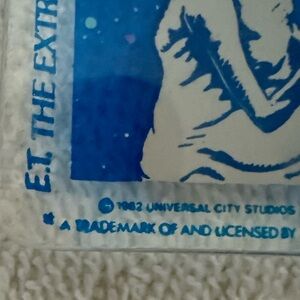 E.T. THE EXTR
© 1982 UNIVERSAL CITY STUDIOS
* A TRADEMARK OF AND LICENSED BY